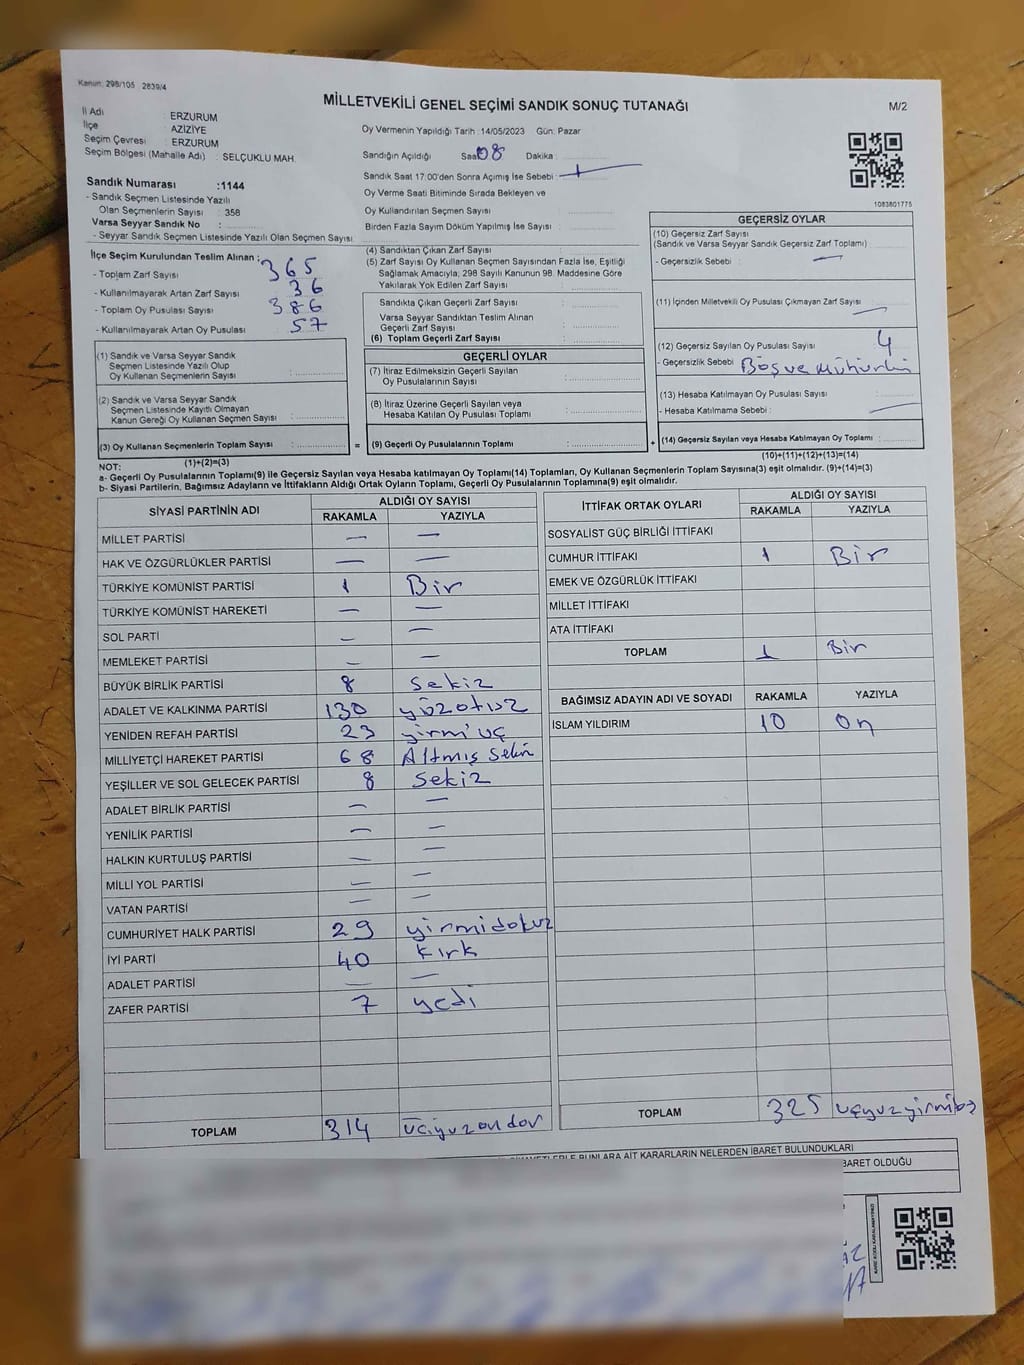 Kanun: 298/105 2839/4
MİLLETVEKİLİ GENEL SEÇİMİ SANDIK SONUÇ TUTANAĞI
M/2
İl Adı : ERZURUM
İlçe : AZİZİYE
Seçim Çevresi : ERZURUM
Seçim Bölgesi (Mahalle Adı) : SELÇUKLU MAH.
Sandık Numarası :1144
- Sandık Seçmen Listesinde Yazılı
Olan Seçmenlerin Sayısı : 358
Varsa Seyyar Sandık No :
- Seyyar Sandık Seçmen Listesinde Yazılı Olan Seçmen Sayısı
Oy Vermenin Yapıldığı Tarih :14/05/2023 Gün: Pazar
Sandığın Açıldığı Saat 08 Dakika:
Sandık Saat 17:00'den Sonra Açımış İse Sebebi :
Oy Verme Saati Bitiminde Sırada Bekleyen ve
Oy Kullandırılan Seçmen Sayısı
Birden Fazla Sayım Döküm Yapılmış İse Sayısı
1083801775
İlçe Seçim Kurulundan Teslim Alınan :
- Toplam Zarf Sayısı 365
- Kullanılmayarak Artan Zarf Sayısı 36
- Toplam Oy Pusulası Sayısı 386
- Kullanılmayarak Artan Oy Pusulası 57
(4) Sandıktan Çıkan Zarf Sayısı :
(5) Zarf Sayısı Oy Kullanan Seçmen Sayısından Fazla İse, Eşitliği
Sağlamak Amacıyla; 298 Sayılı Kanunun 98. Maddesine Göre
Yakılarak Yok Edilen Zarf Sayısı :
Sandıkta Çıkan Geçerli Zarf Sayısı :
Varsa Seyyar Sandıktan Teslim Alınan
Geçerli Zarf Sayısı :
(6) Toplam Geçerli Zarf Sayısı :
GEÇERSİZ OYLAR
(10) Geçersiz Zarf Sayısı
(Sandık ve Varsa Seyyar Sandık Geçersiz Zarf Toplamı)
- Geçersizlik Sebebi : —
(11) İçinden Milletvekili Oy Pusulası Çıkmayan Zarf Sayısı —
(12) Geçersiz Sayılan Oy Pusulası Sayısı 4
- Geçersizlik Sebebi Boş ve Mühürlü
(13) Hesaba Katılmayan Oy Pusulası Sayısı
- Hesaba Katılmama Sebebi : —
(14) Geçersiz Sayılan veya Hesaba Katılmayan Oy Toplamı :
(10)+(11)+(12)+(13)=(14)
(1) Sandık ve Varsa Seyyar Sandık
Seçmen Listesinde Yazılı Olup
Oy Kullanan Seçmenlerin Sayısı :
(2) Sandık ve Varsa Seyyar Sandık
Seçmen Listesinde Kayıtlı Olmayan
Kanun Gereği Oy Kullanan Seçmen Sayısı :
(3) Oy Kullanan Seçmenlerin Toplam Sayısı :
(1)+(2)=(3)
GEÇERLİ OYLAR
(7) İtiraz Edilmeksizin Geçerli Sayılan
Oy Pusulalarının Sayısı :
(8) İtiraz Üzerine Geçerli Sayılan veya
Hesaba Katılan Oy Pusulası Toplamı :
= (9) Geçerli Oy Pusulalarının Toplamı : +
NOT:
a- Geçerli Oy Pusulalarının Toplamı(9) ile Geçersiz Sayılan veya Hesaba katılmayan Oy Toplamı(14) Toplamları, Oy Kullanan Seçmenlerin Toplam Sayısına(3) eşit olmalıdır. (9)+(14)=(3)
b- Siyasi Partilerin, Bağımsız Adayların ve İttifakların Aldığı Ortak Oyların Toplamı, Geçerli Oy Pusulalarının Toplamına(9) eşit olmalıdır.
SİYASİ PARTİNİN ADI ALDIĞI OY SAYISI
RAKAMLA YAZIYLA
MİLLET PARTİSİ — —
HAK VE ÖZGÜRLÜKLER PARTİSİ — —
TÜRKİYE KOMÜNİST PARTİSİ 1 Bir
TÜRKİYE KOMÜNİST HAREKETİ — —
SOL PARTİ — —
MEMLEKET PARTİSİ — —
BÜYÜK BİRLİK PARTİSİ 8 Sekiz
ADALET VE KALKINMA PARTİSİ 130 yüzotuz
YENİDEN REFAH PARTİSİ 23 yirmi üç
MİLLİYETÇİ HAREKET PARTİSİ 68 Altmış Sekiz
YEŞİLLER VE SOL GELECEK PARTİSİ 8 Sekiz
ADALET BİRLİK PARTİSİ — —
YENİLİK PARTİSİ — —
HALKIN KURTULUŞ PARTİSİ — —
MİLLİ YOL PARTİSİ — —
VATAN PARTİSİ — —
CUMHURİYET HALK PARTİSİ 29 yirmidokuz
İYİ PARTİ 40 kırk
ADALET PARTİSİ — —
ZAFER PARTİSİ 7 yedi
TOPLAM 314 üçyüzondör
İTTİFAK ORTAK OYLARI ALDIĞI OY SAYISI
RAKAMLA YAZIYLA
SOSYALİST GÜÇ BİRLİĞİ İTTİFAKI
CUMHUR İTTİFAKI 1 Bir
EMEK VE ÖZGÜRLÜK İTTİFAKI
MİLLET İTTİFAKI
ATA İTTİFAKI
TOPLAM 1 Bir
BAĞIMSIZ ADAYIN ADI VE SOYADI RAKAMLA YAZIYLA
İSLAM YILDIRIM 10 On
TOPLAM 325 üçyüzyirmibş
BUNLARA AİT KARARLARIN NELERDEN İBARET BULUNDUKLARI
BARET OLDUĞU